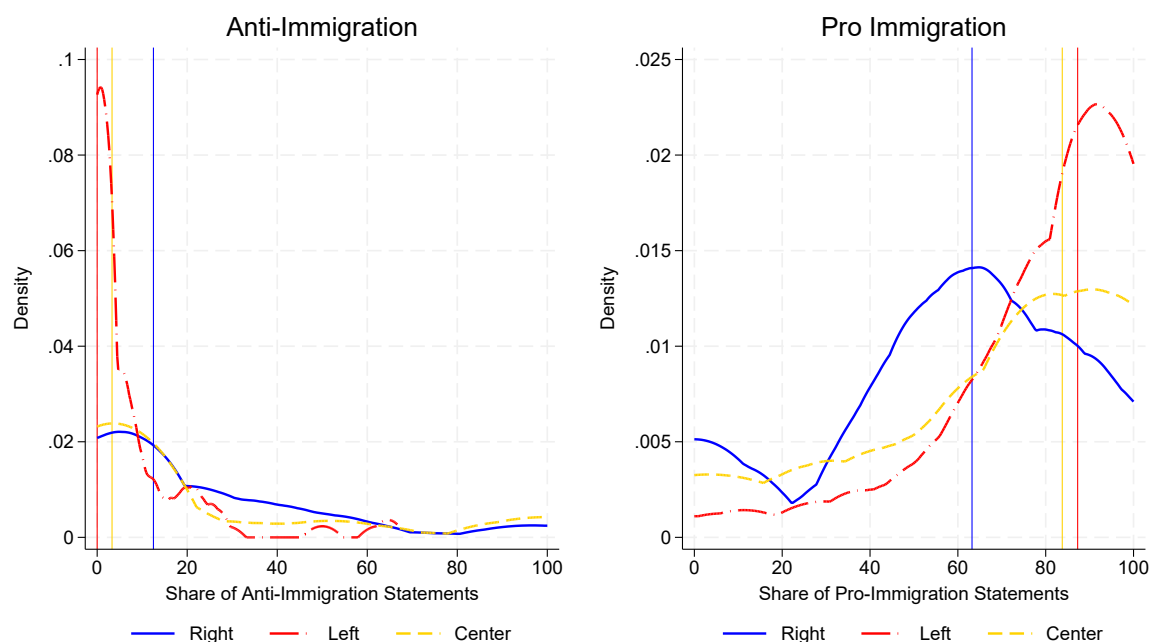 Anti-Immigration
.1
.08
.06
.04
.02
0
Density
0 20 40 60 80 100
Share of Anti-Immigration Statements
Right Left Center
Pro Immigration
.025
.02
.015
.01
.005
0
Density
0 20 40 60 80 100
Share of Pro-Immigration Statements
Right Left Center